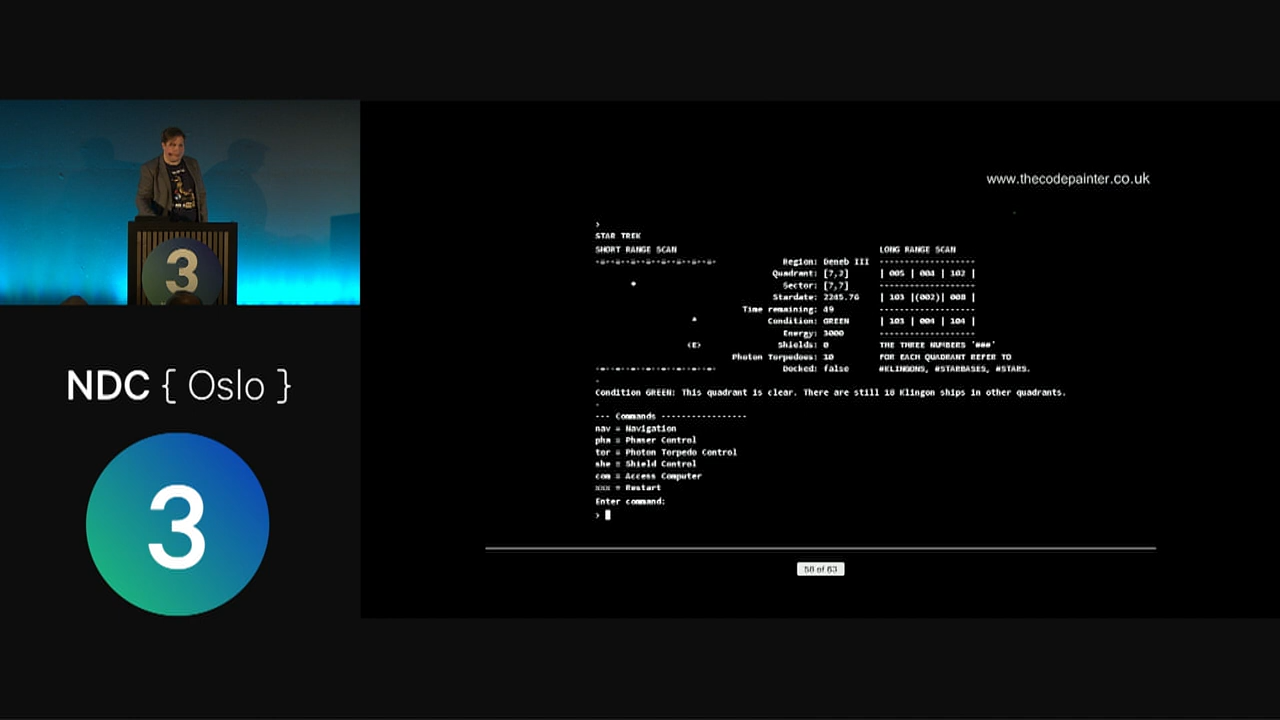 www.thecodepainter.co.uk
>
STAR TREK
SHORT RANGE SCAN LONG RANGE SCAN
-=--=--=--=--=--=--=--=- Region: Deneb III -------------------
Quadrant: [7,2] | 005 | 004 | 102 |
* Sector: [7,7] -------------------
Stardate: 2245.76 | 103 |(002)| 008 |
Time remaining: 49 -------------------
* Condition: GREEN | 103 | 004 | 104 |
Energy: 3000 -------------------
<E> Shields: 0 THE THREE NUMBERS '###'
Photon Torpedoes: 10 FOR EACH QUADRANT REFER TO
-=--=--=--=--=--=--=--=- Docked: false #KLINGONS, #STARBASES, #STARS.
-
Condition GREEN: This quadrant is clear. There are still 18 Klingon ships in other quadrants.
-
--- Commands -----------------
nav = Navigation
pha = Phaser Control
tor = Photon Torpedo Control
she = Shield Control
com = Access Computer
xxx = Restart
Enter command:
>
58 of 63
3
NDC { Oslo }
3